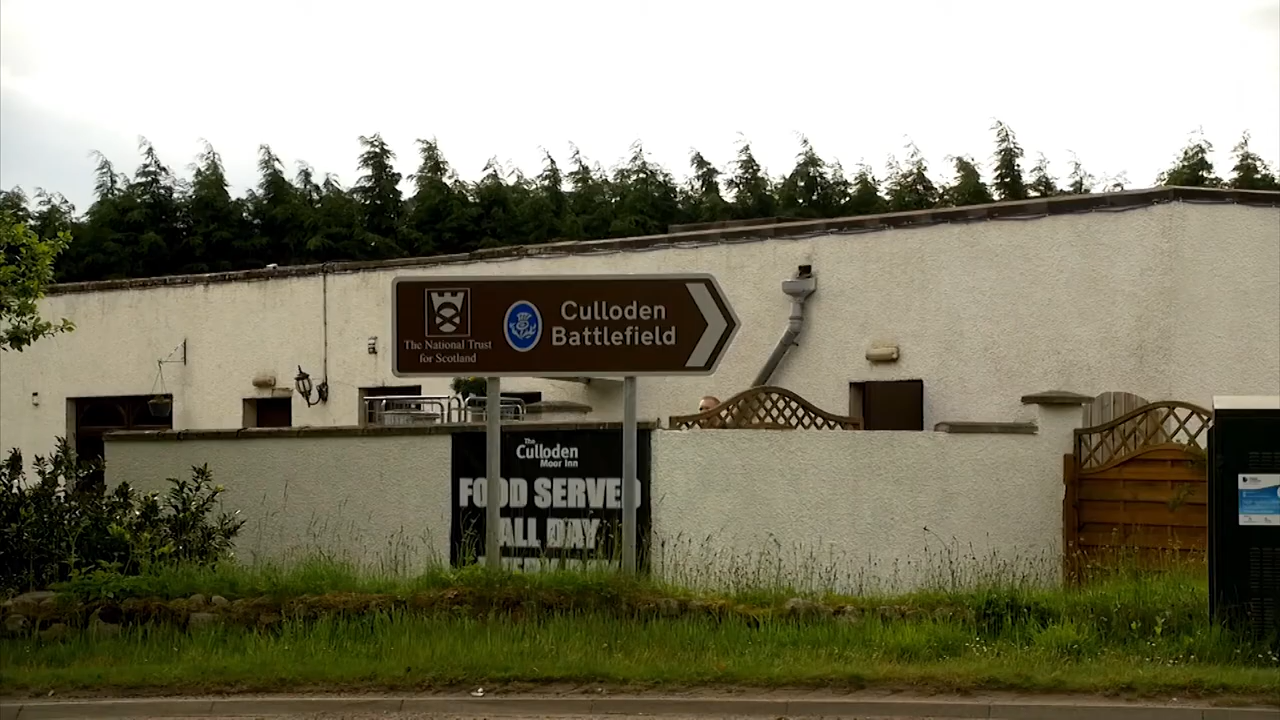 The National Trust
for Scotland
Culloden
Battlefield
The
Culloden
Moor Inn
FOOD SERVED
ALL DAY